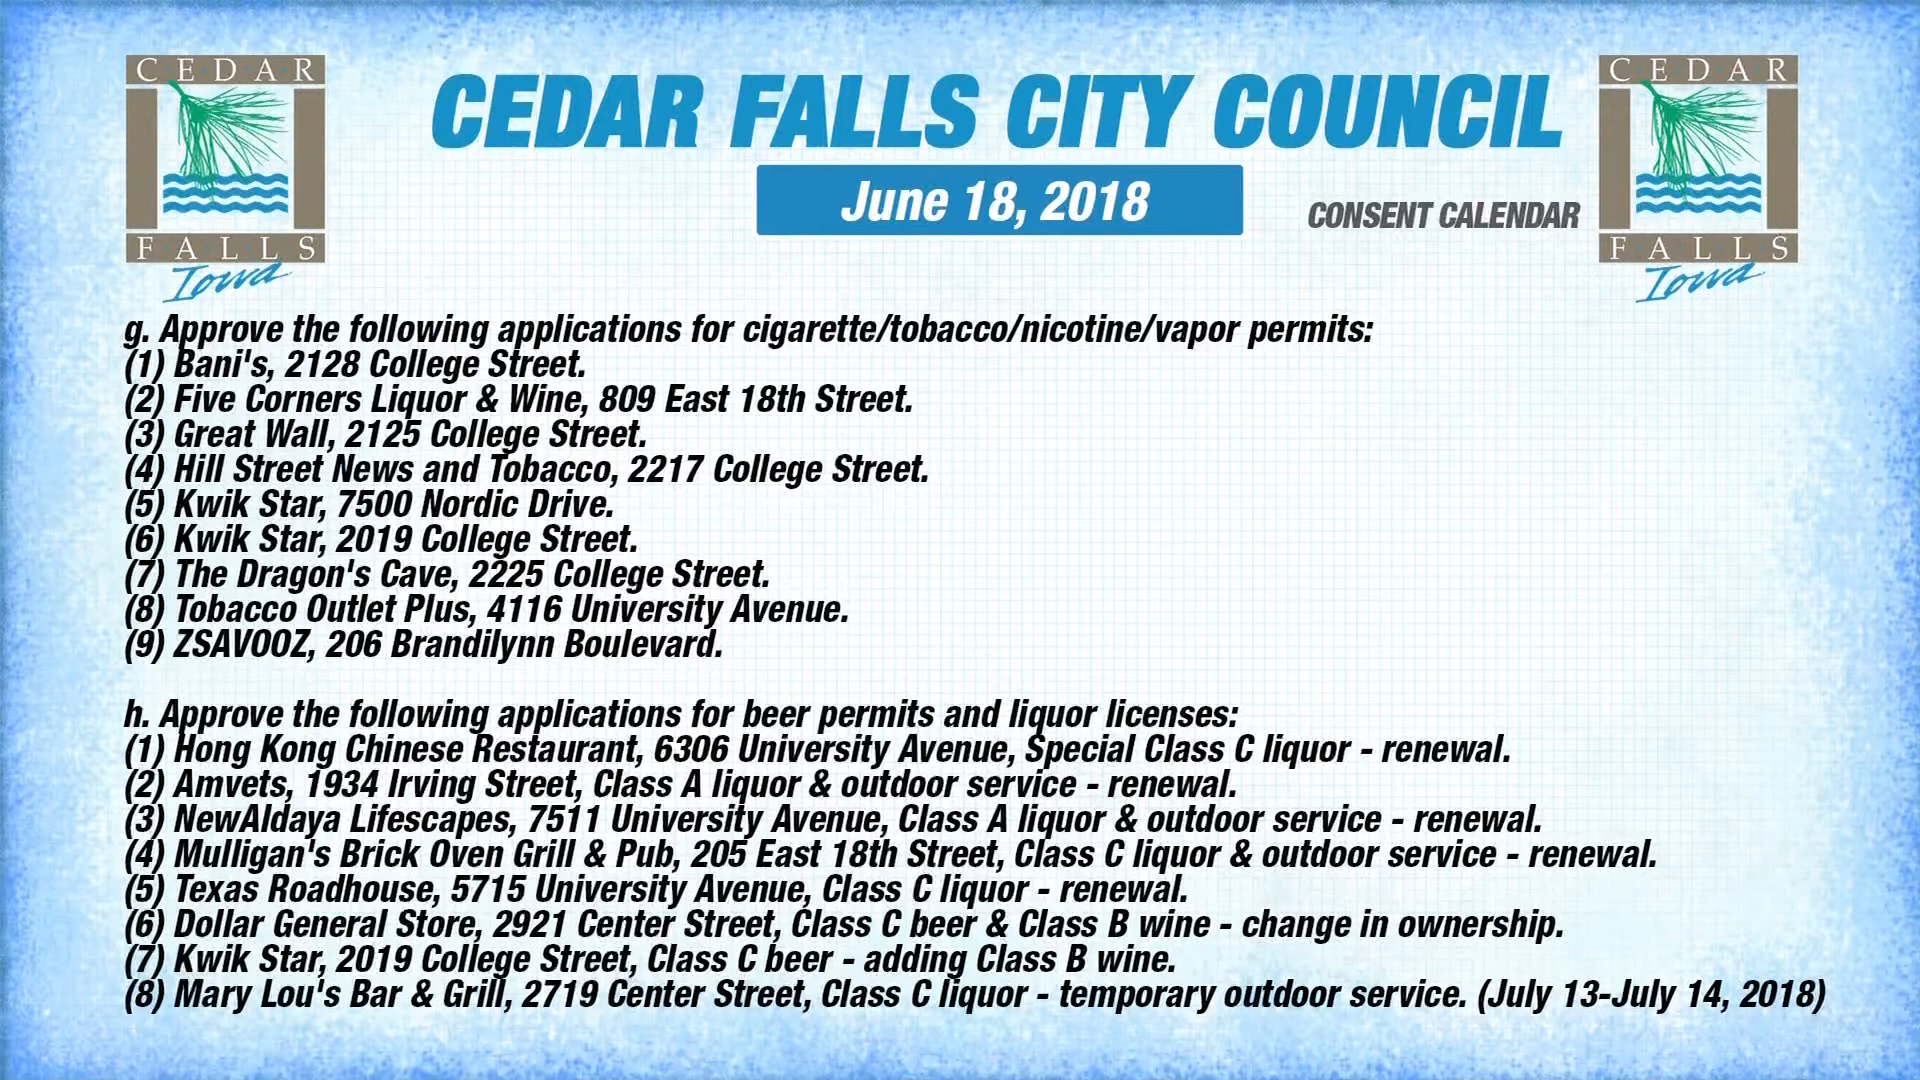 CEDAR
FALLS
Iowa
CEDAR FALLS CITY COUNCIL
June 18, 2018
CONSENT CALENDAR
CEDAR
FALLS
Iowa
g. Approve the following applications for cigarette/tobacco/nicotine/vapor permits:
(1) Bani's, 2128 College Street.
(2) Five Corners Liquor & Wine, 809 East 18th Street.
(3) Great Wall, 2125 College Street.
(4) Hill Street News and Tobacco, 2217 College Street.
(5) Kwik Star, 7500 Nordic Drive.
(6) Kwik Star, 2019 College Street.
(7) The Dragon's Cave, 2225 College Street.
(8) Tobacco Outlet Plus, 4116 University Avenue.
(9) ZSAVOOZ, 206 Brandilynn Boulevard.
h. Approve the following applications for beer permits and liquor licenses:
(1) Hong Kong Chinese Restaurant, 6306 University Avenue, Special Class C liquor - renewal.
(2) Amvets, 1934 Irving Street, Class A liquor & outdoor service - renewal.
(3) NewAldaya Lifescapes, 7511 University Avenue, Class A liquor & outdoor service - renewal.
(4) Mulligan's Brick Oven Grill & Pub, 205 East 18th Street, Class C liquor & outdoor service - renewal.
(5) Texas Roadhouse, 5715 University Avenue, Class C liquor - renewal.
(6) Dollar General Store, 2921 Center Street, Class C beer & Class B wine - change in ownership.
(7) Kwik Star, 2019 College Street, Class C beer - adding Class B wine.
(8) Mary Lou's Bar & Grill, 2719 Center Street, Class C liquor - temporary outdoor service. (July 13-July 14, 2018)